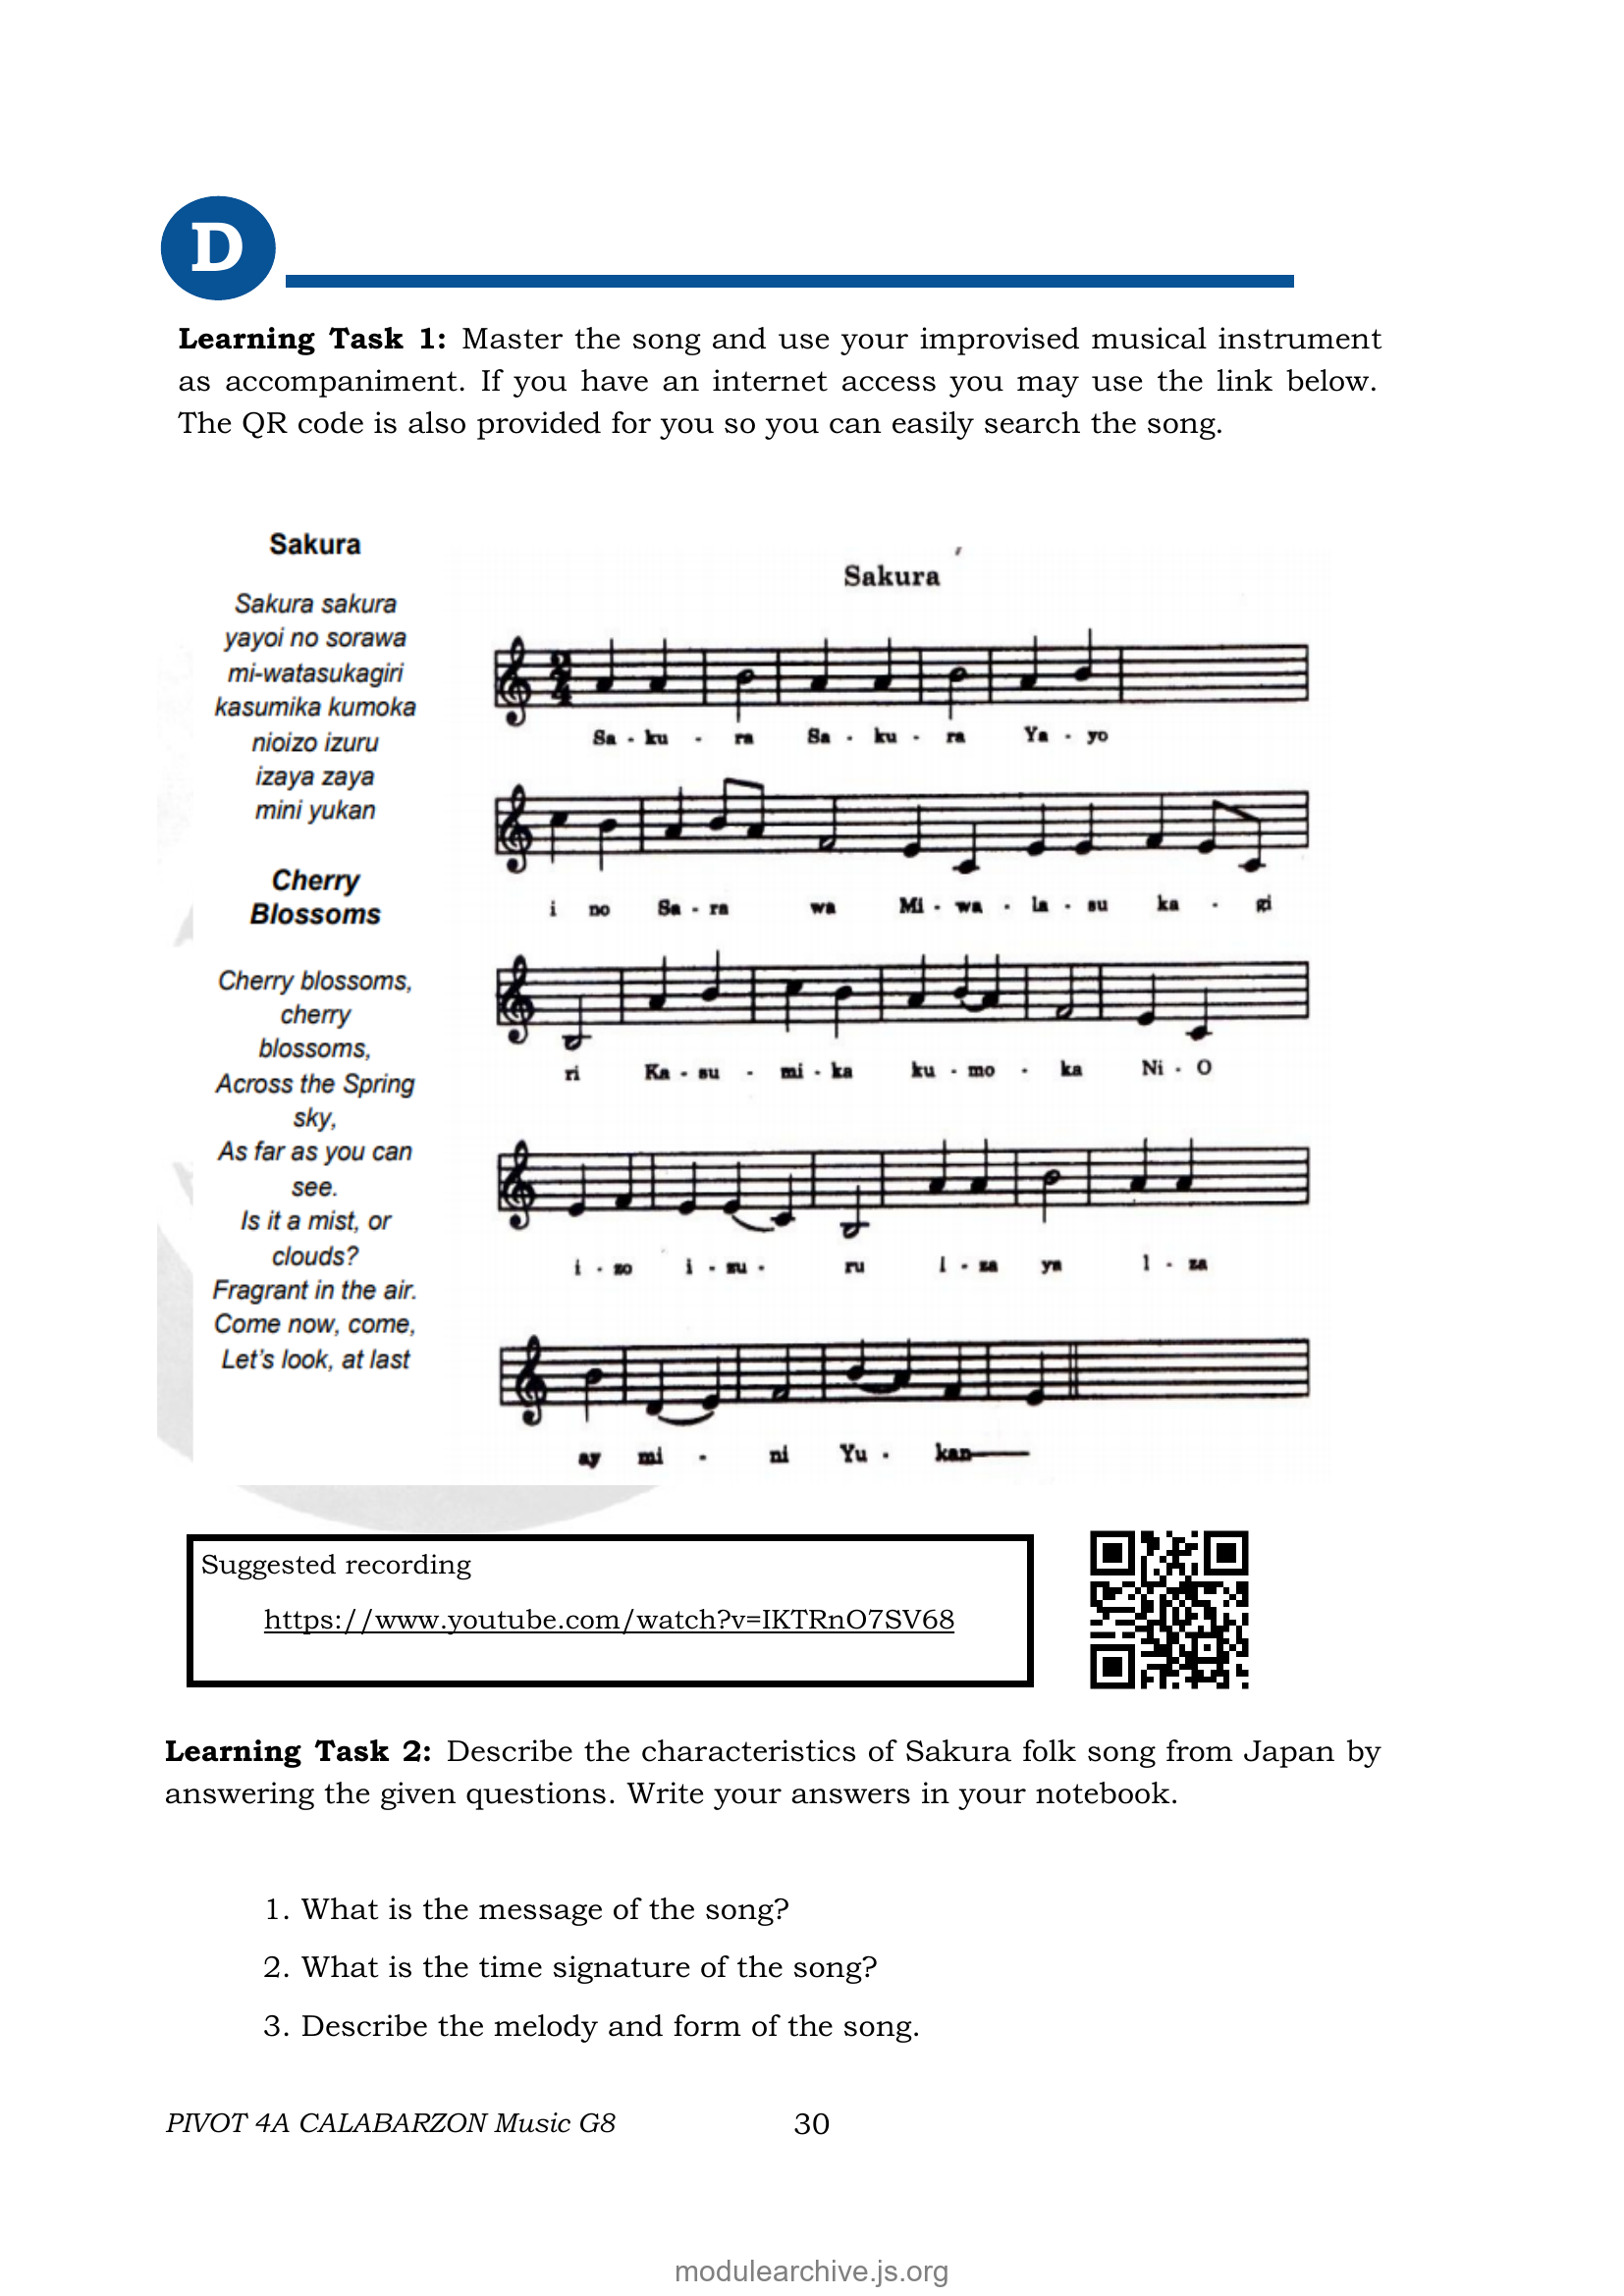 D
Learning Task 1: Master the song and use your improvised musical instrument
as accompaniment. If you have an internet access you may use the link below.
The QR code is also provided for you so you can easily search the song.
Sakura
Sakura sakura
yayoi no sorawa
mi-watasukagiri
kasumika kumoka
nioizo izuru
izaya zaya
mini yukan
Cherry
Blossoms
Cherry blossoms,
cherry
blossoms,
Across the Spring
sky,
As far as you can
see.
Is it a mist, or
clouds?
Fragrant in the air.
Come now, come,
Let's look, at last
Sakura
2
4
Sa - ku - ra Sa - ku - ra Ya - yo
i no Sa - ra wa Mi - wa - la - su ka - gi
ri Ka - su - mi - ka ku - mo - ka Ni - O
i - zo i - zu - ru I - za ya I - za
ay mi - ni Yu - kan
Suggested recording
https://www.youtube.com/watch?v=IKTRnO7SV68
Learning Task 2: Describe the characteristics of Sakura folk song from Japan by
answering the given questions. Write your answers in your notebook.
1. What is the message of the song?
2. What is the time signature of the song?
3. Describe the melody and form of the song.
PIVOT 4A CALABARZON Music G8 30
modulearchive.js.org